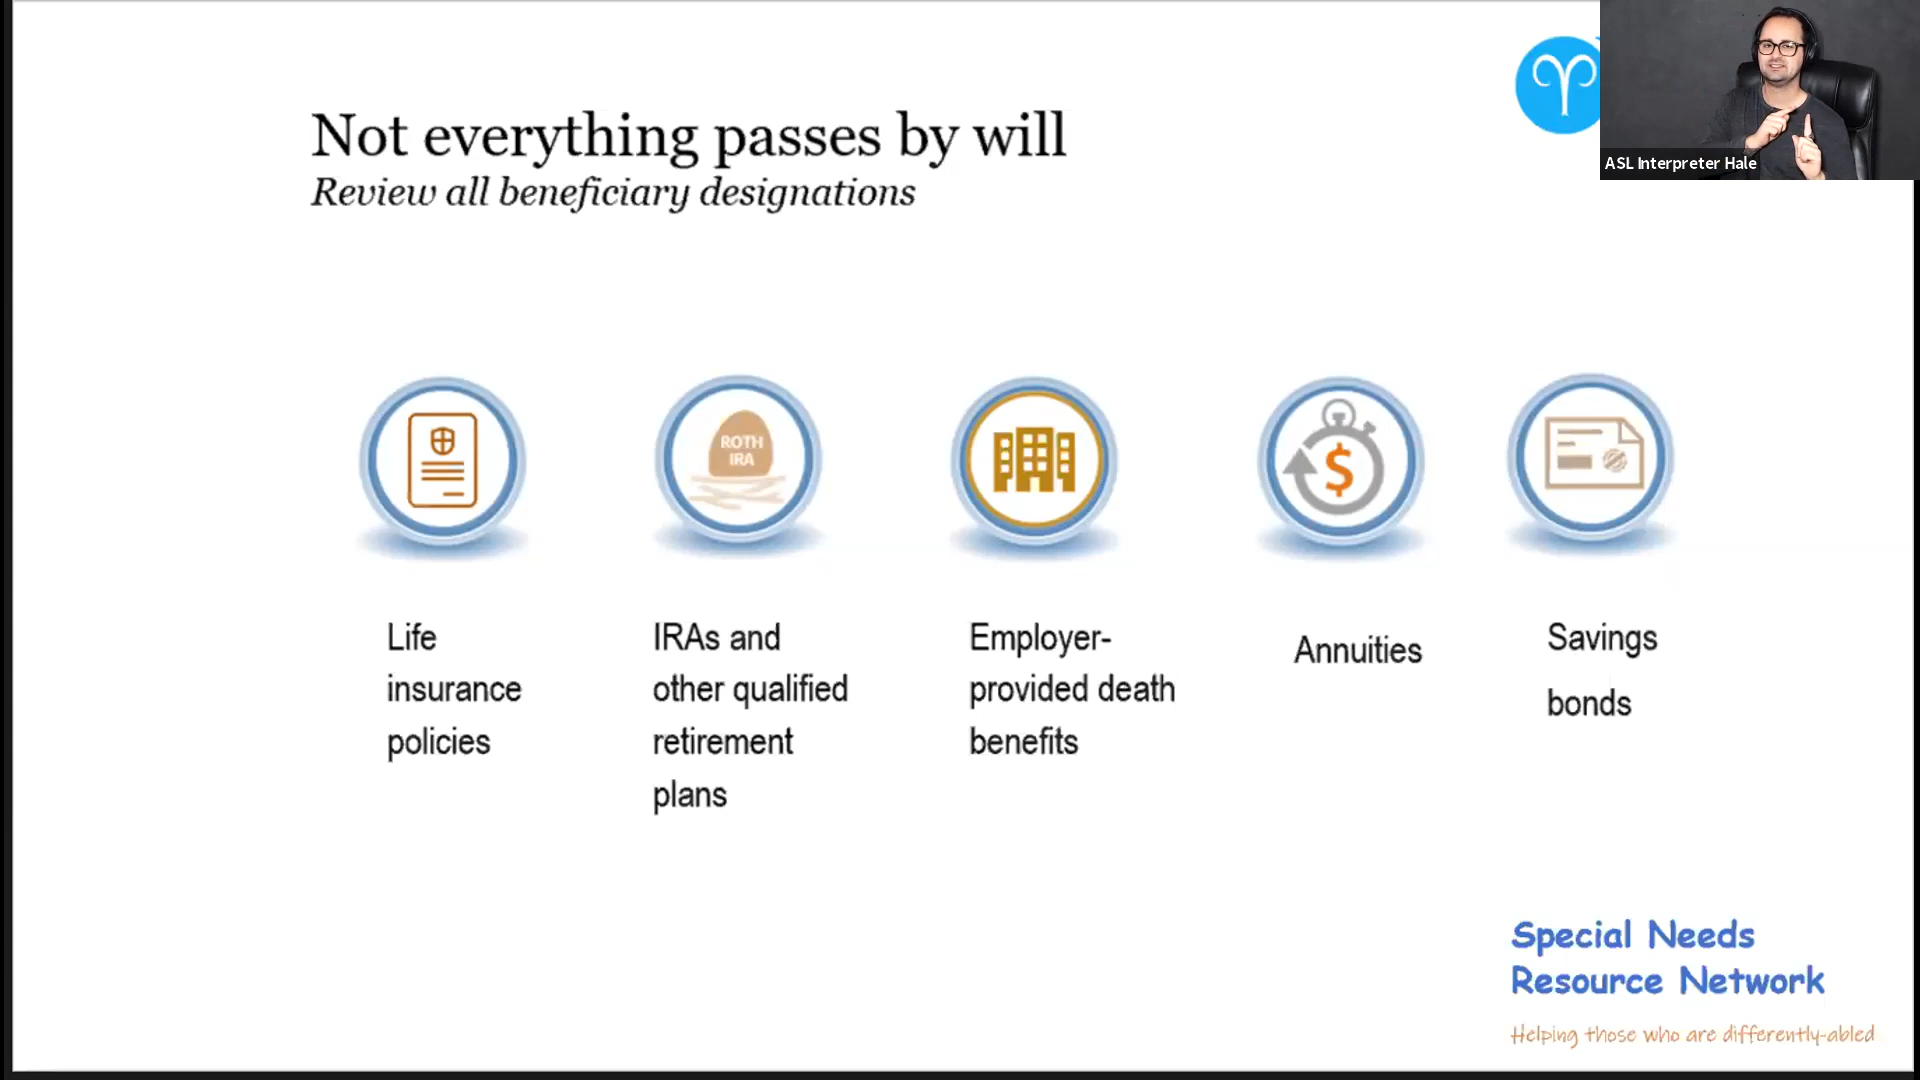 Not everything passes by will
Review all beneficiary designations
ASL Interpreter Hale
ROTH
IRA
$
Life
insurance
policies
IRAs and
other qualified
retirement
plans
Employer-
provided death
benefits
Annuities
Savings
bonds
Special Needs
Resource Network
Helping those who are differently-abled